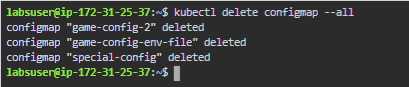 labsuser@ip-172-31-25-37:~$ kubectl delete configmap --all
configmap "game-config-2" deleted
configmap "game-config-env-file" deleted
configmap "special-config" deleted
labsuser@ip-172-31-25-37:~$